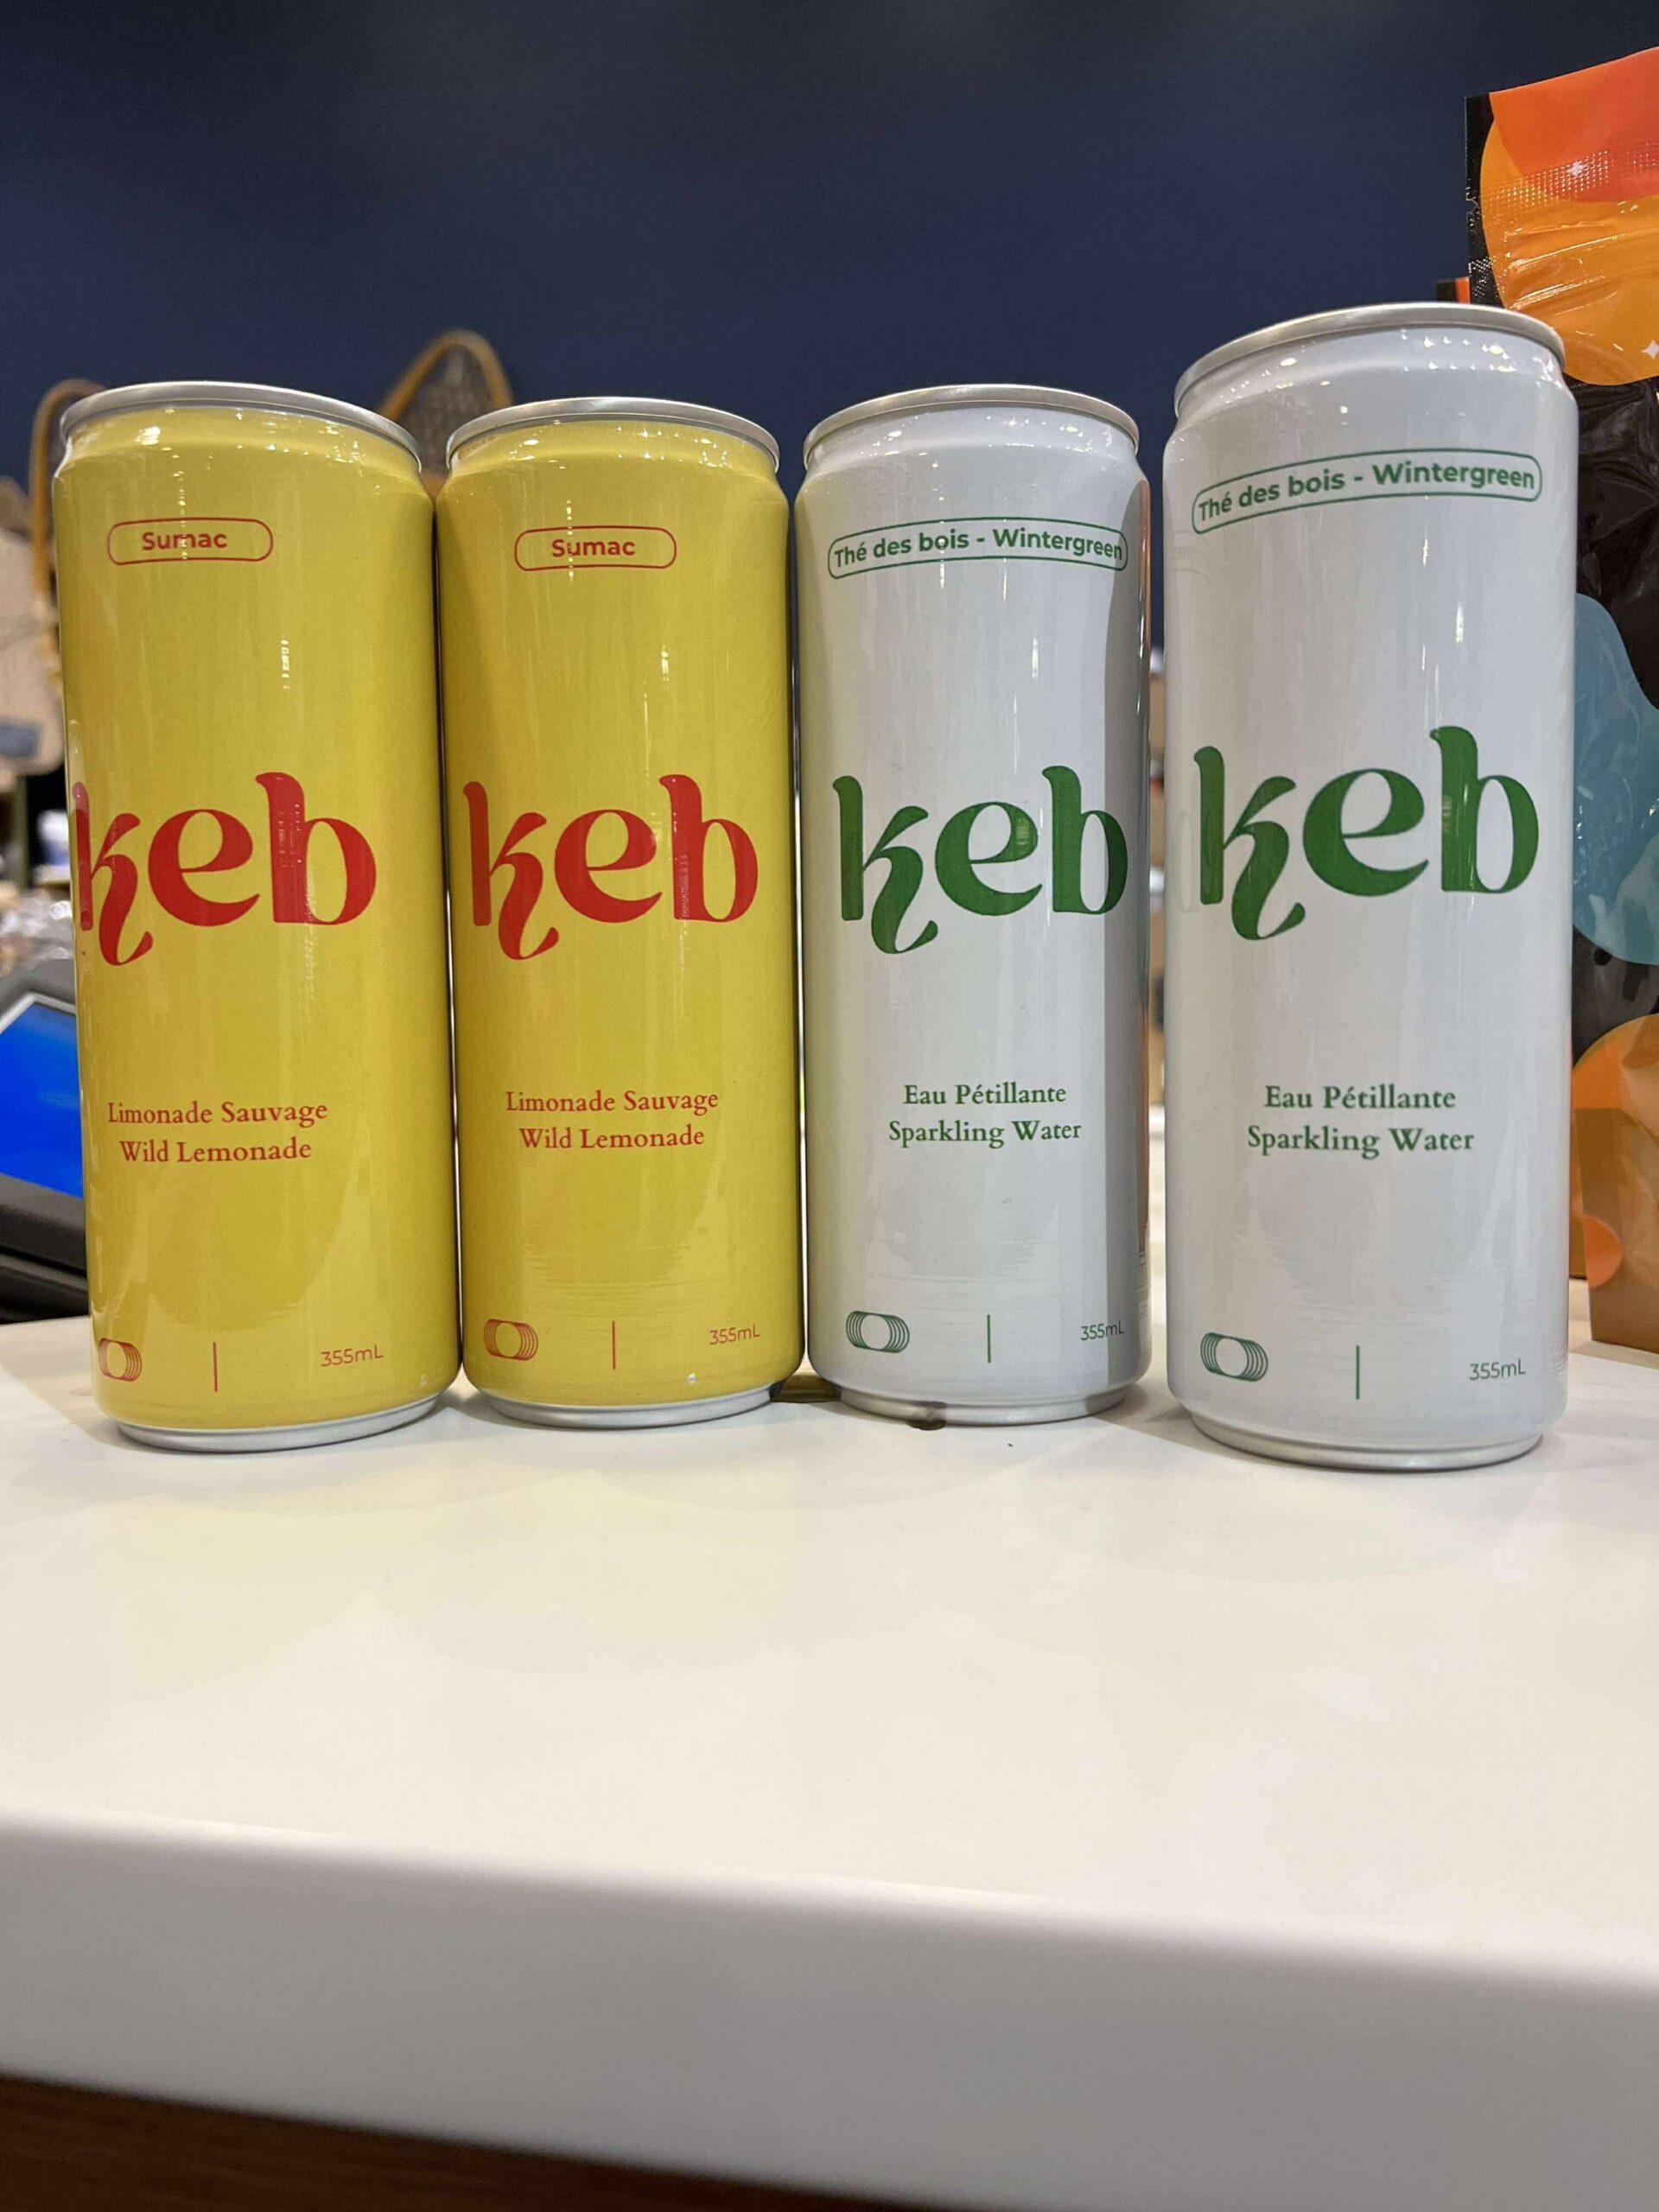 Sumac
keb
Limonade Sauvage
Wild Lemonade
355mL
Sumac
keb
Limonade Sauvage
Wild Lemonade
355mL
Thé des bois - Wintergreen
keb
Eau Pétillante
Sparkling Water
355mL
Thé des bois - Wintergreen
keb
Eau Pétillante
Sparkling Water
355mL